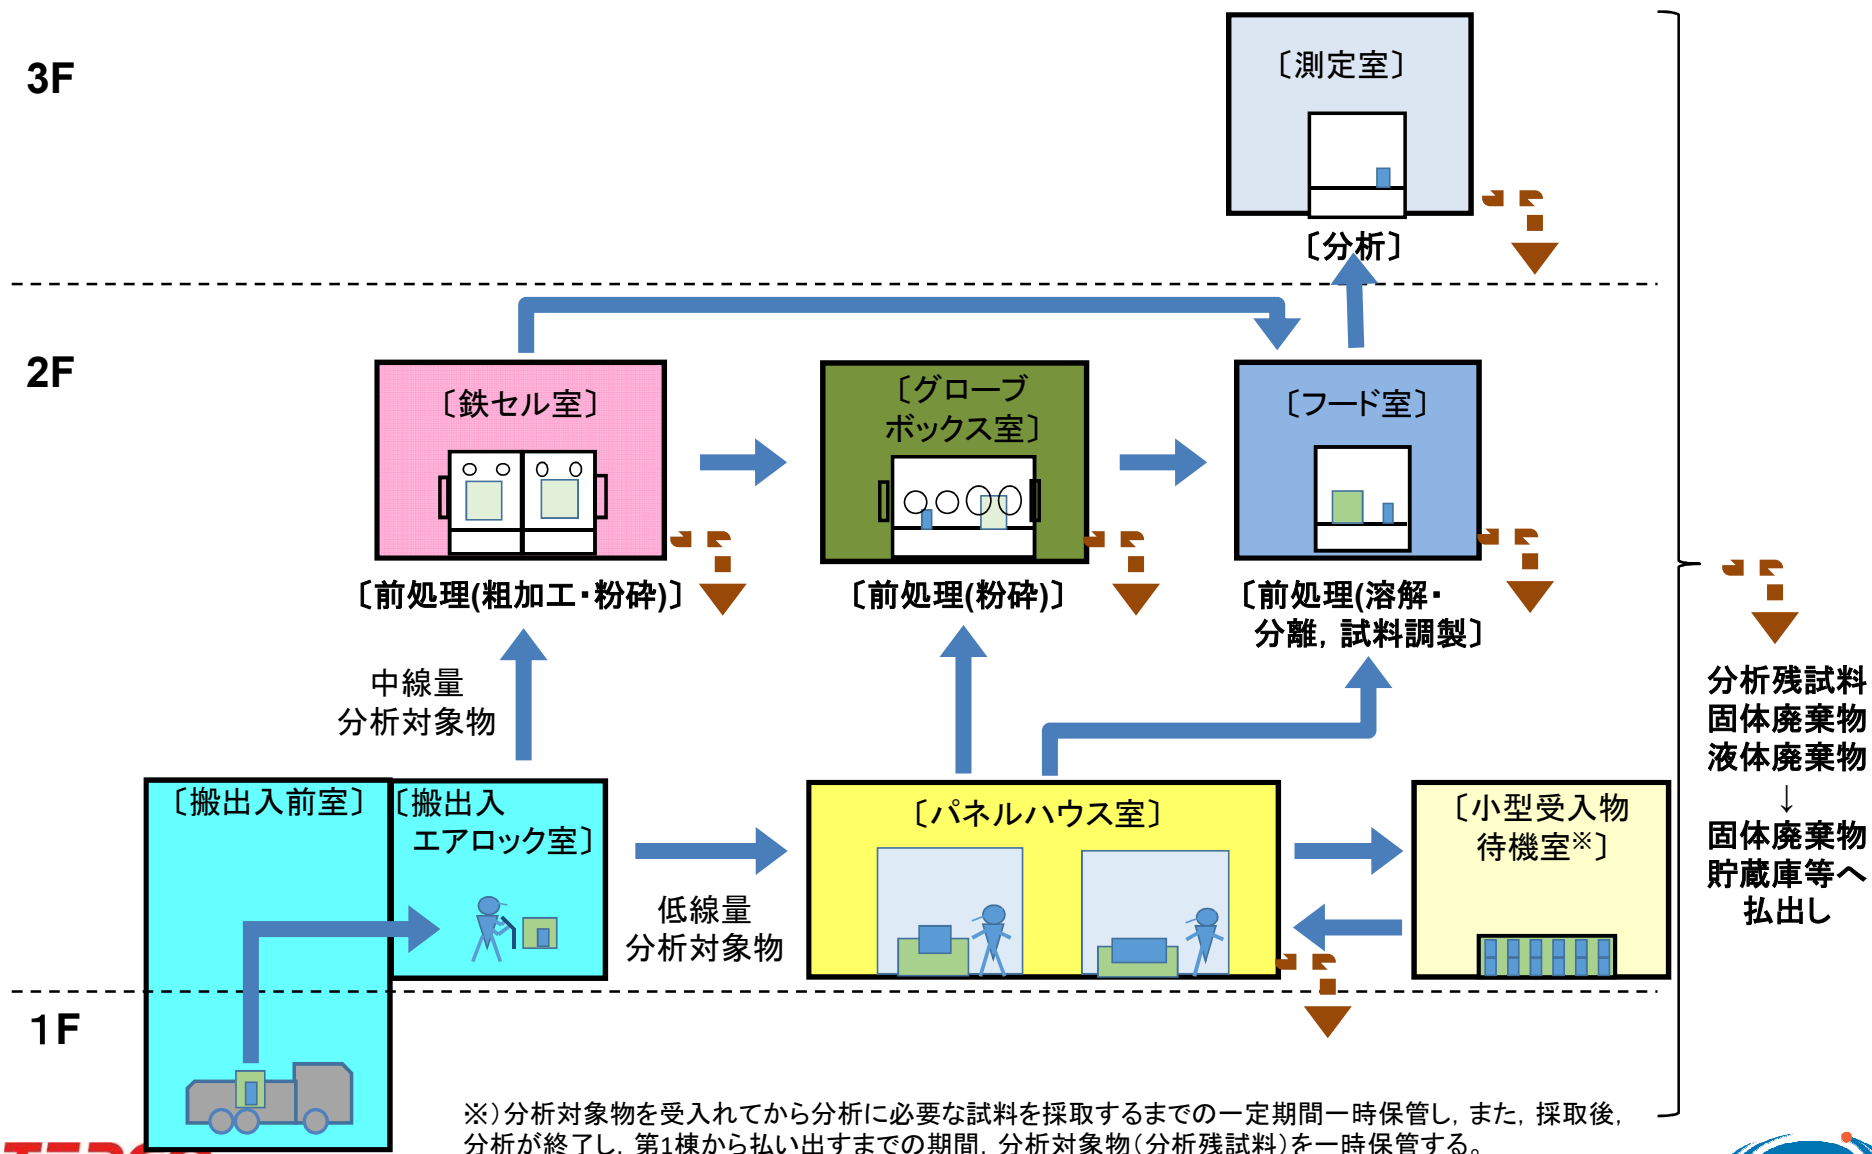 3F
〔測定室〕
〔分析〕
2F
〔鉄セル室〕
〔グローブ
ボックス室〕
〔フード室〕
〔前処理(粗加工・粉砕)〕
〔前処理(粉砕)〕
〔前処理(溶解・
分離，試料調製〕
中線量
分析対象物
〔搬出入前室〕
〔搬出入
エアロック室〕
低線量
分析対象物
〔パネルハウス室〕
〔小型受入物
待機室※〕
分析残試料
固体廃棄物
液体廃棄物
↓
固体廃棄物
貯蔵庫等へ
払出し
１F
※）分析対象物を受入れてから分析に必要な試料を採取するまでの一定期間一時保管し，また，採取後，
分析が終了し，第1棟から払い出すまでの期間，分析対象物（分析残試料）を一時保管する。